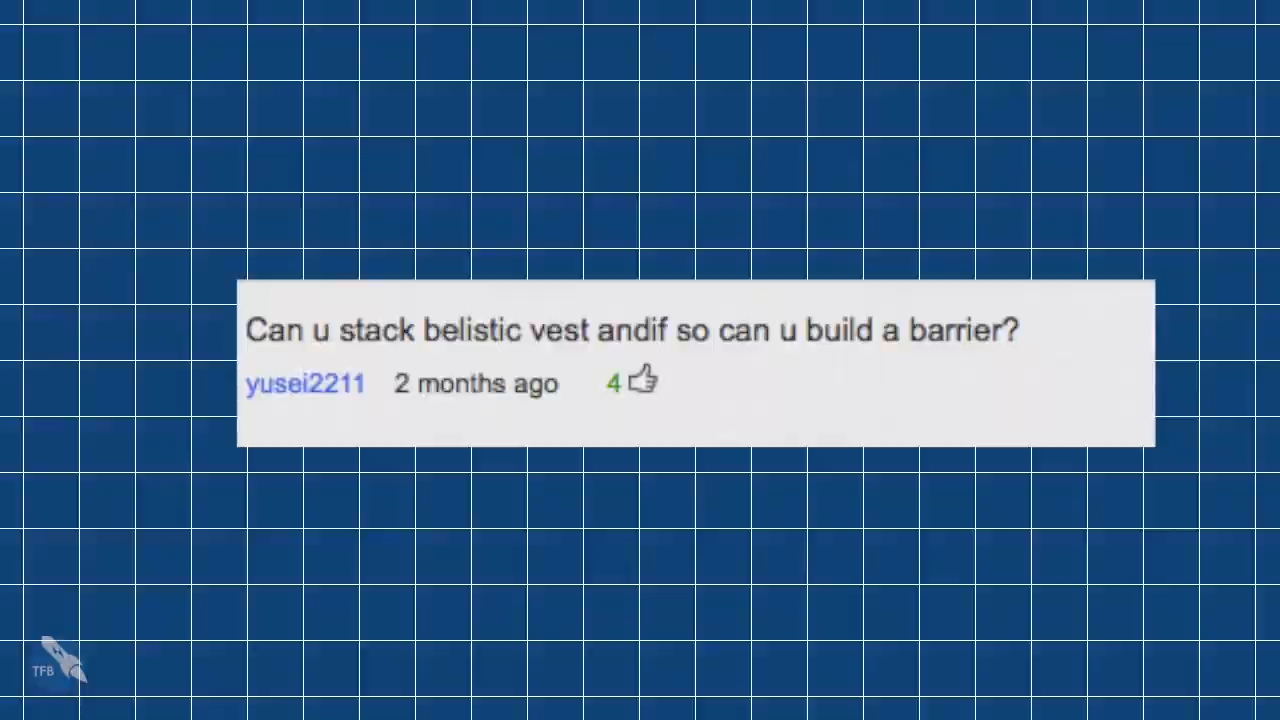 Can u stack belistic vest andif so can u build a barrier?
yusei2211 2 months ago 4
TFB